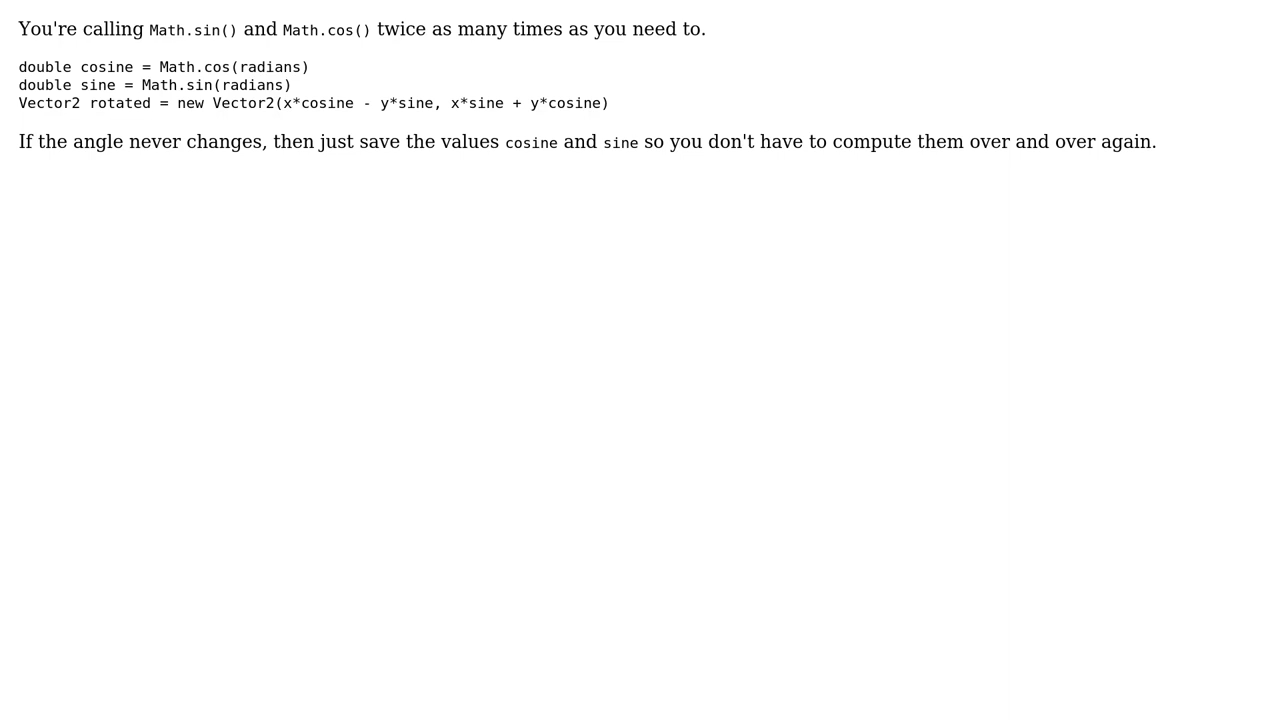 You're calling Math.sin() and Math.cos() twice as many times as you need to.
double cosine = Math.cos(radians)
double sine = Math.sin(radians)
Vector2 rotated = new Vector2(x*cosine - y*sine, x*sine + y*cosine)
If the angle never changes, then just save the values cosine and sine so you don't have to compute them over and over again.